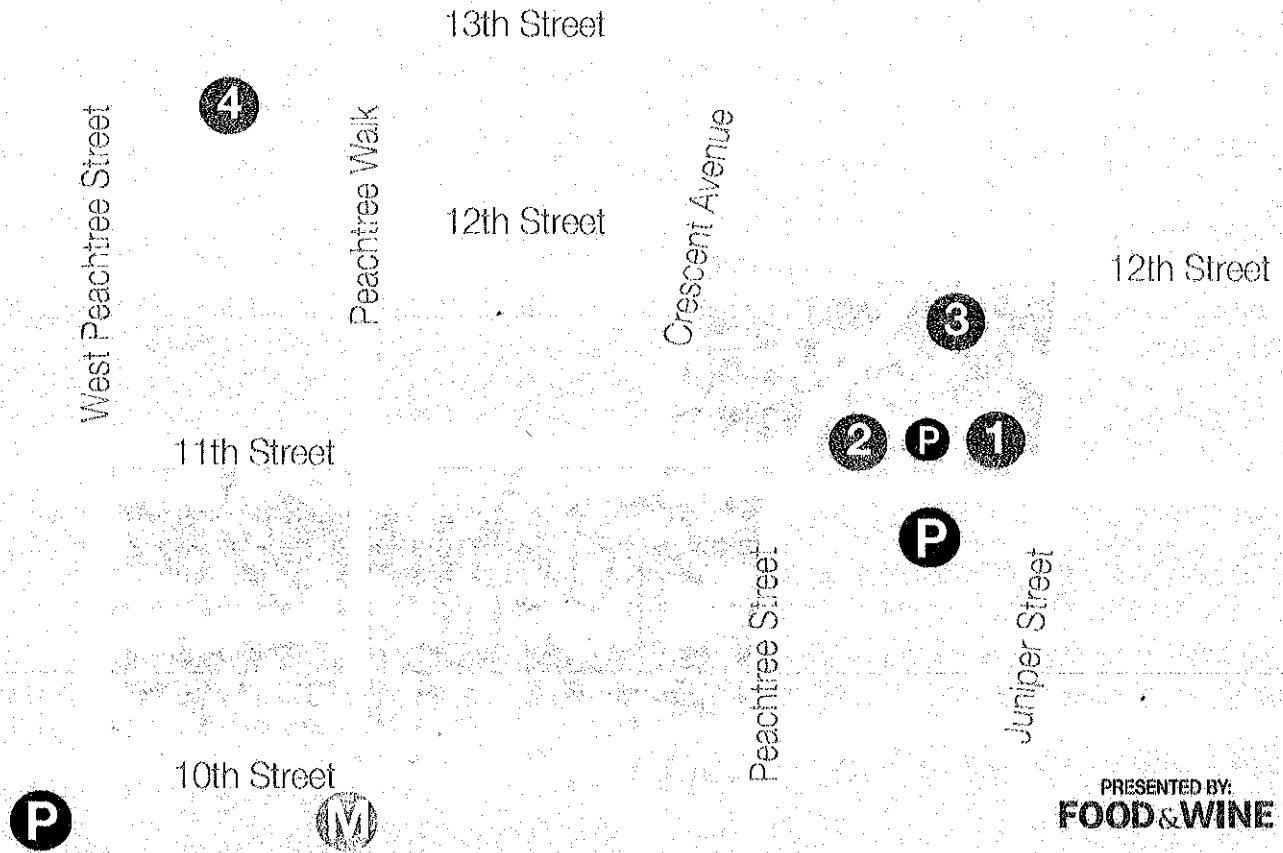 13th Street
4
West Peachtree Street
Peachtree Walk
Crescent Avenue
12th Street
12th Street
3
11th Street
2
P
1
P
Peachtree Street
Juniper Street
10th Street
P
M
PRESENTED BY:
FOOD & WINE